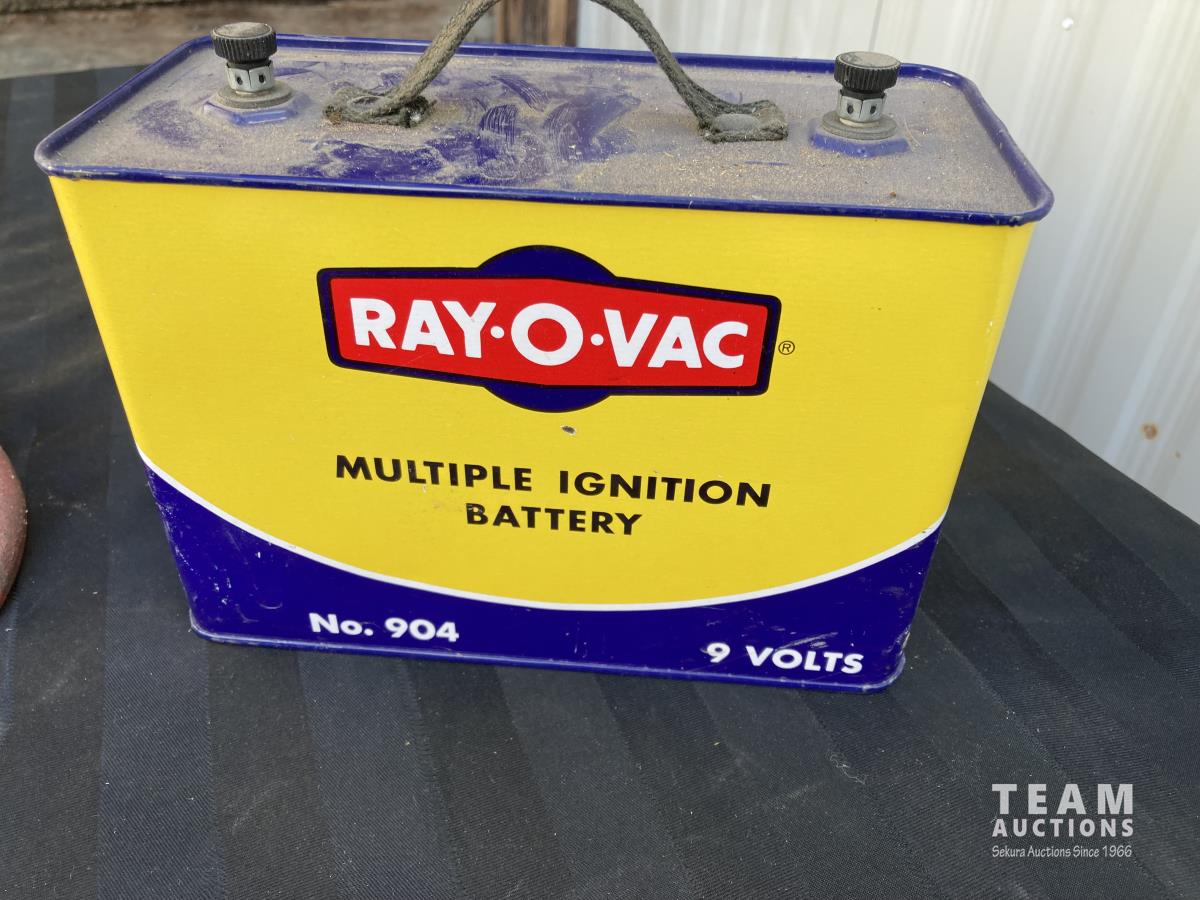 RAY·O·VAC ®
MULTIPLE IGNITION
BATTERY
No. 904
9 VOLTS
TEAM
AUCTIONS
Sekura Auctions Since 1966